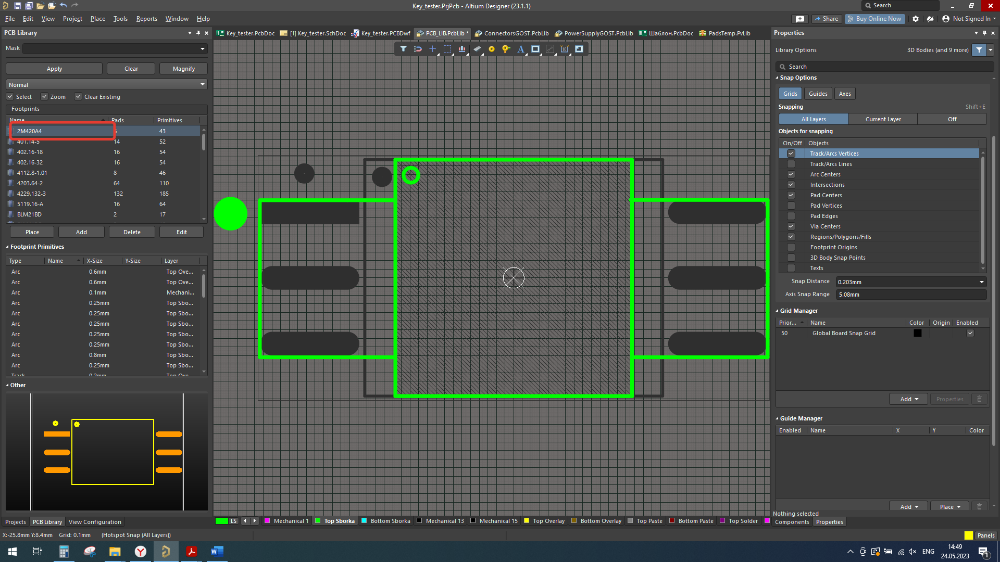 Key_tester.PrjPcb - Altium Designer (23.1.1)
Search
File Edit View Project Place Tools Reports Window Help
Share
Buy Online Now
Not Signed In
PCB Library
Key_tester.PcbDoc
[1] Key_tester.SchDoc
Key_tester.PCBDwf
PCB_LIB.PcbLib *
ConnectorsGOST.PcbLib
PowerSupplyGOST.PcbLib
Шаблон.PcbDoc
PadsTemp.PvLib
Properties
Mask
Apply Clear Magnify
Normal
Select Zoom Clear Existing
Footprints
Name Pads Primitives
2M420A4 43
401.14-5 14 52
402.16-18 16 54
402.16-32 16 54
4112.8-1.01 8 46
4203.64-2 64 110
4229.132-3 132 185
5119.16-A 16 64
BLM21BD 2 17
Place Add Delete Edit
Footprint Primitives
Type Name X-Size Y-Size Layer
Arc 0.6mm Top Ove...
Arc 0.6mm Top Ove...
Arc 0.1mm Mechani...
Arc 0.25mm Top Sbo...
Arc 0.25mm Top Sbo...
Arc 0.25mm Top Sbo...
Arc 0.25mm Top Sbo...
Arc 0.25mm Top Sbo...
Arc 0.8mm Top Sbo...
Arc 0.25mm Top Sbo...
Track 0.2mm Top Ove...
Other
Projects PCB Library View Configuration
LS
Mechanical 1
Top Sborka
Bottom Sborka
Mechanical 13
Mechanical 15
Top Overlay
Bottom Overlay
Top Paste
Bottom Paste
Top Solder
Library Options 3D Bodies (and 9 more)
Search
Snap Options
Grids Guides Axes
Snapping Shift+E
All Layers Current Layer Off
Objects for snapping
On/Off Objects
Track/Arcs Vertices
Track/Arcs Lines
Arc Centers
Intersections
Pad Centers
Pad Vertices
Pad Edges
Via Centers
Regions/Polygons/Fills
Footprint Origins
3D Body Snap Points
Texts
Snap Distance 0.203mm
Axis Snap Range 5.08mm
Grid Manager
Prior... Name Color Origin Enabled
50 Global Board Snap Grid
Add Properties
Guide Manager
Enabled Name X Y Color
Add Place
Nothing selected
Components Properties
X:-25.8mm Y:8.4mm Grid: 0.1mm (Hotspot Snap (All Layers))
Panels
ENG
14:49
24.05.2023
1